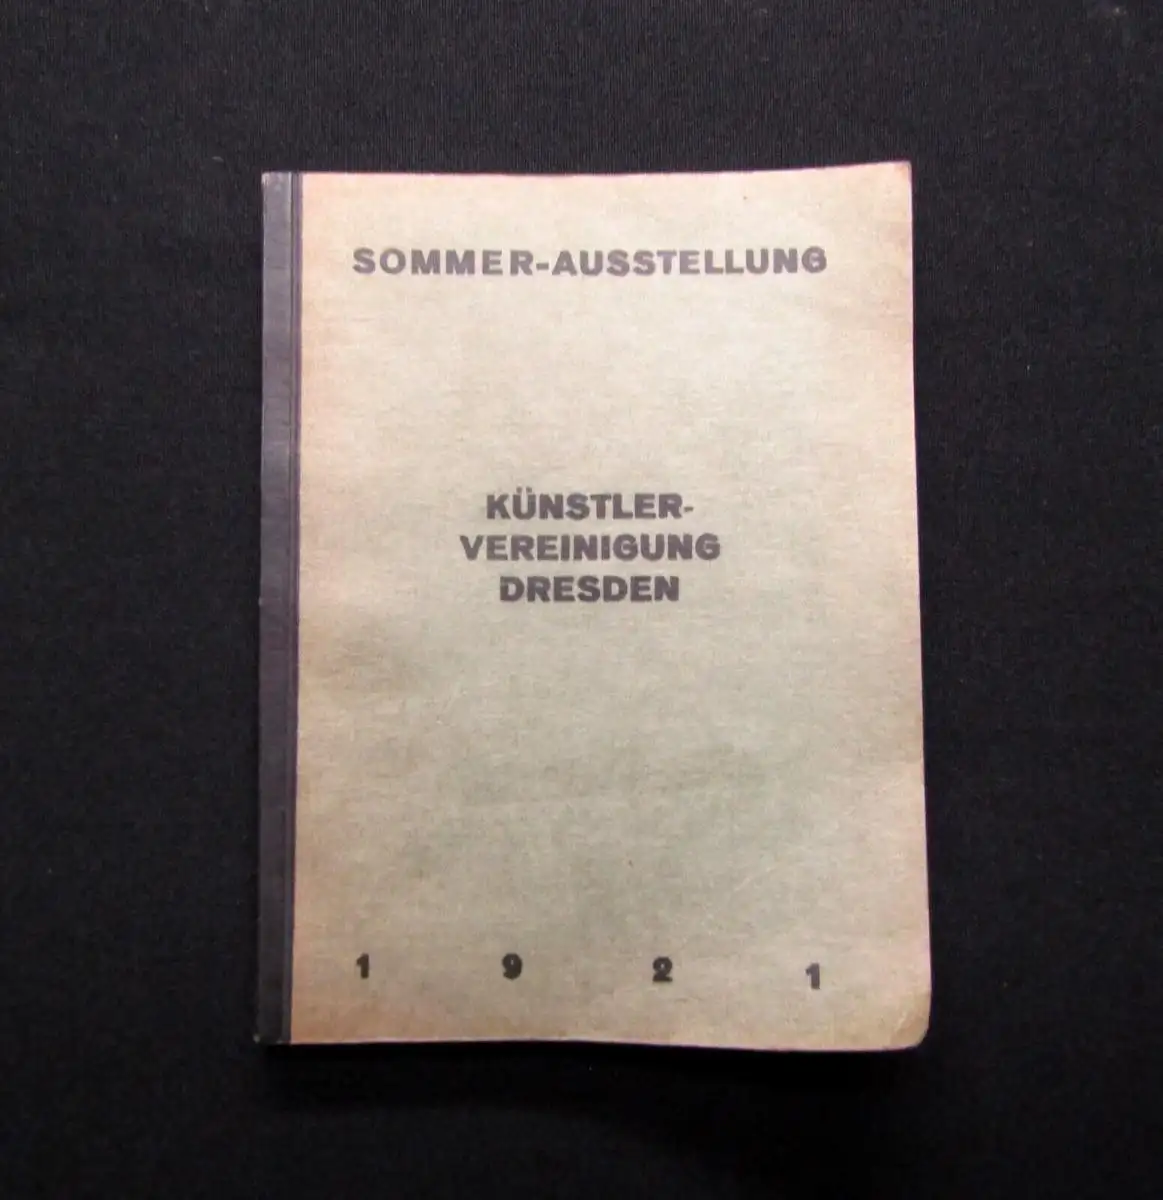 SOMMER-AUSSTELLUNG
KÜNSTLER-
VEREINIGUNG
DRESDEN
1 9 2 1